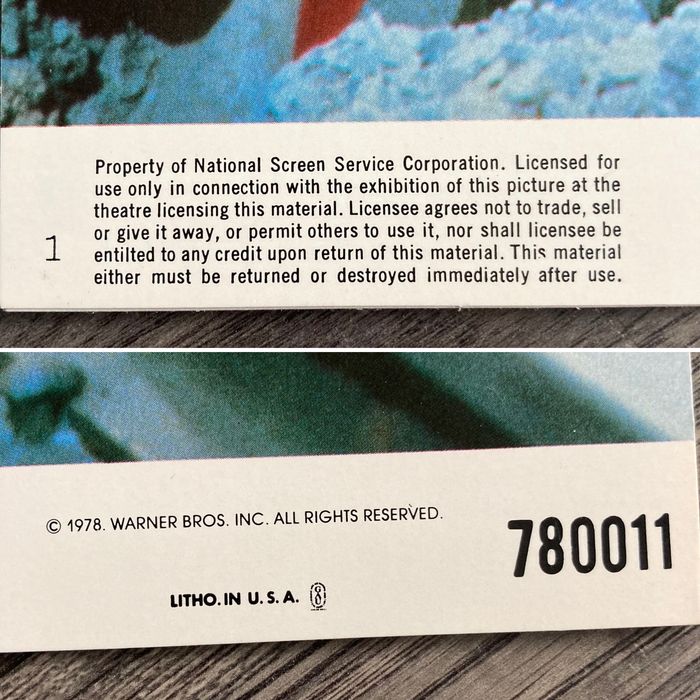 Property of National Screen Service Corporation. Licensed for
use only in connection with the exhibition of this picture at the
theatre licensing this material. Licensee agrees not to trade, sell
or give it away, or permit others to use it, nor shall licensee be
1 entilted to any credit upon return of this material. This material
either must be returned or destroyed immediately after use.
© 1978. WARNER BROS. INC. ALL RIGHTS RESERVED.
780011
LITHO. IN U. S. A.